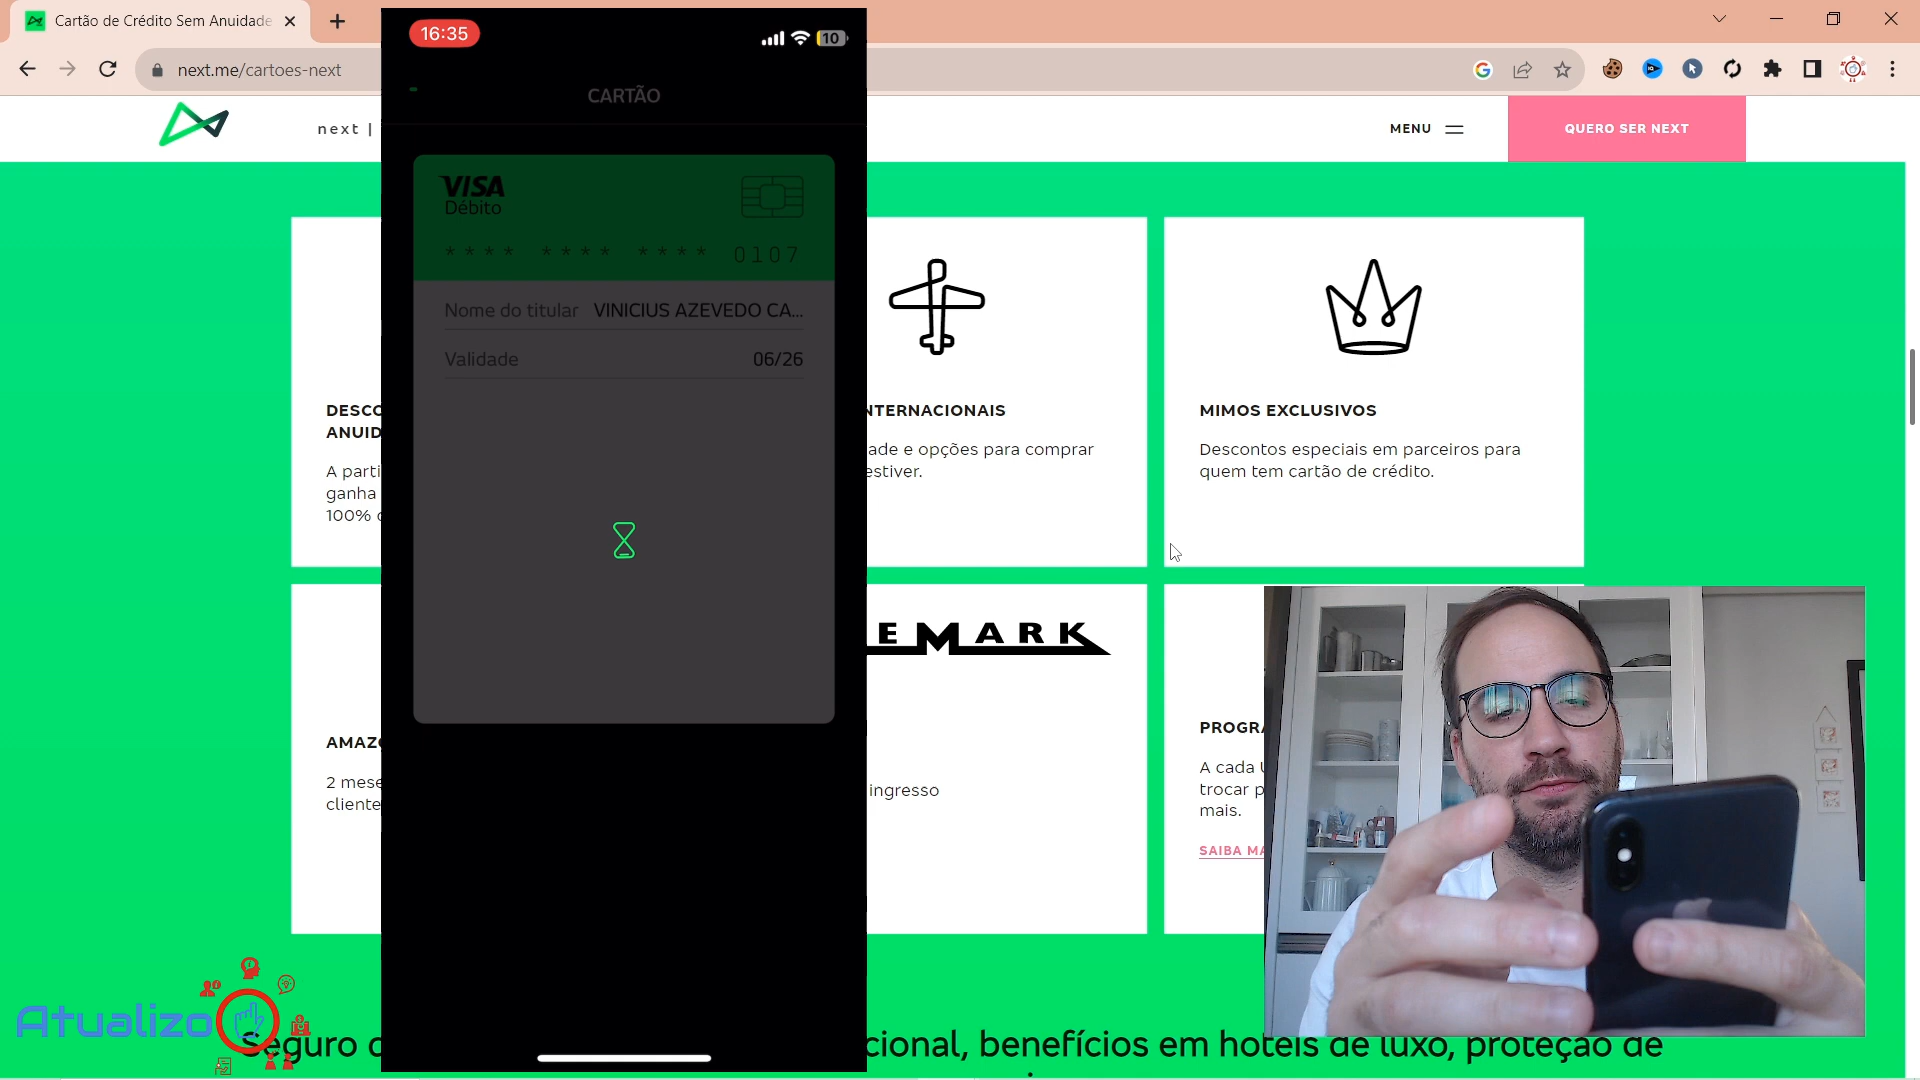 Cartão de Crédito Sem Anuidade
next.me/cartoes-next
next |
MENU
QUERO SER NEXT
16:35
10
CARTÃO
VISA
Débito
**** **** **** 0107
Nome do titular VINICIUS AZEVEDO CA...
Validade 06/26
DESCO
ANUID
A parti
ganha
100%
NTERNACIONAIS
ade e opções para comprar
estiver.
MIMOS EXCLUSIVOS
Descontos especiais em parceiros para
quem tem cartão de crédito.
AMAZO
2 mese
cliente
EMARK
ingresso
PROGRA
A cada U
trocar p
mais.
SAIBA MA
Atualizo
Seguro
cional, benefícios em hotéis de luxo, proteção de